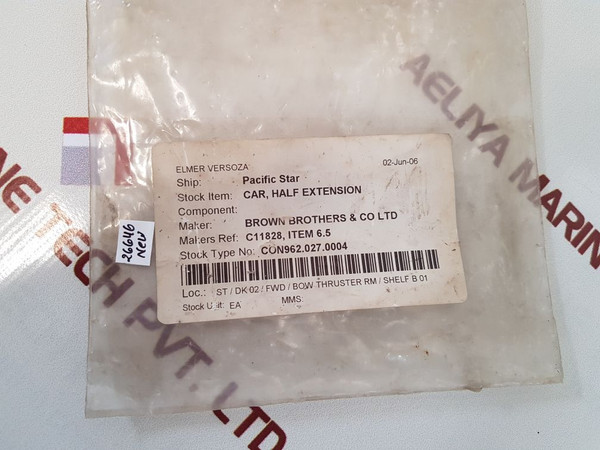 AELIYA MARINE
NE TECH PVT. LTD
26646
New
ELMER VERSOZA 02-Jun-06
Ship: Pacific Star
Stock Item: CAR, HALF EXTENSION
Component:
Maker: BROWN BROTHERS & CO LTD
Makers Ref: C11828, ITEM 6.5
Stock Type No: CON962.027.0004
Loc.: ST / DK 02 / FWD / BOW THRUSTER RM / SHELF B 01
Stock Unit: EA MMS: